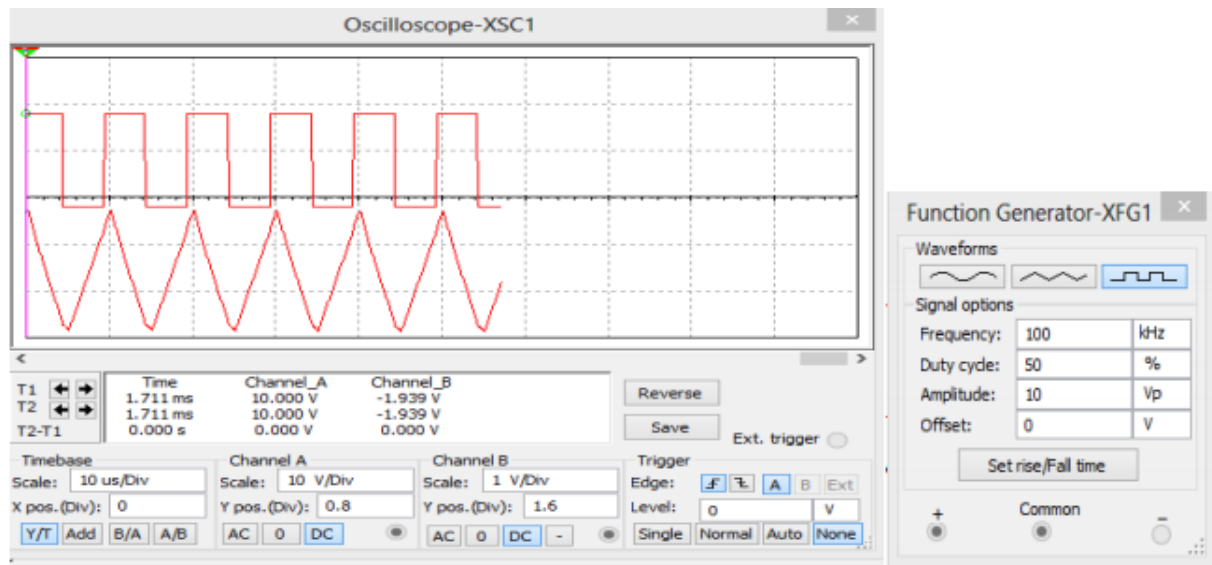 Oscilloscope-XSC1
Time Channel_A Channel_B
T1 1.711 ms 10.000 V -1.939 V
T2 1.711 ms 10.000 V -1.939 V
T2-T1 0.000 s 0.000 V 0.000 V
Reverse
Save
Ext. trigger
Timebase
Scale: 10 us/Div
X pos.(Div): 0
Y/T Add B/A A/B
Channel A
Scale: 10 V/Div
Y pos.(Div): 0.8
AC 0 DC
Channel B
Scale: 1 V/Div
Y pos.(Div): 1.6
AC 0 DC -
Trigger
Edge: A B Ext
Level: 0 V
Single Normal Auto None
Function Generator-XFG1
Waveforms
Signal options
Frequency: 100 kHz
Duty cycle: 50 %
Amplitude: 10 Vp
Offset: 0 V
Set rise/Fall time
+ Common -